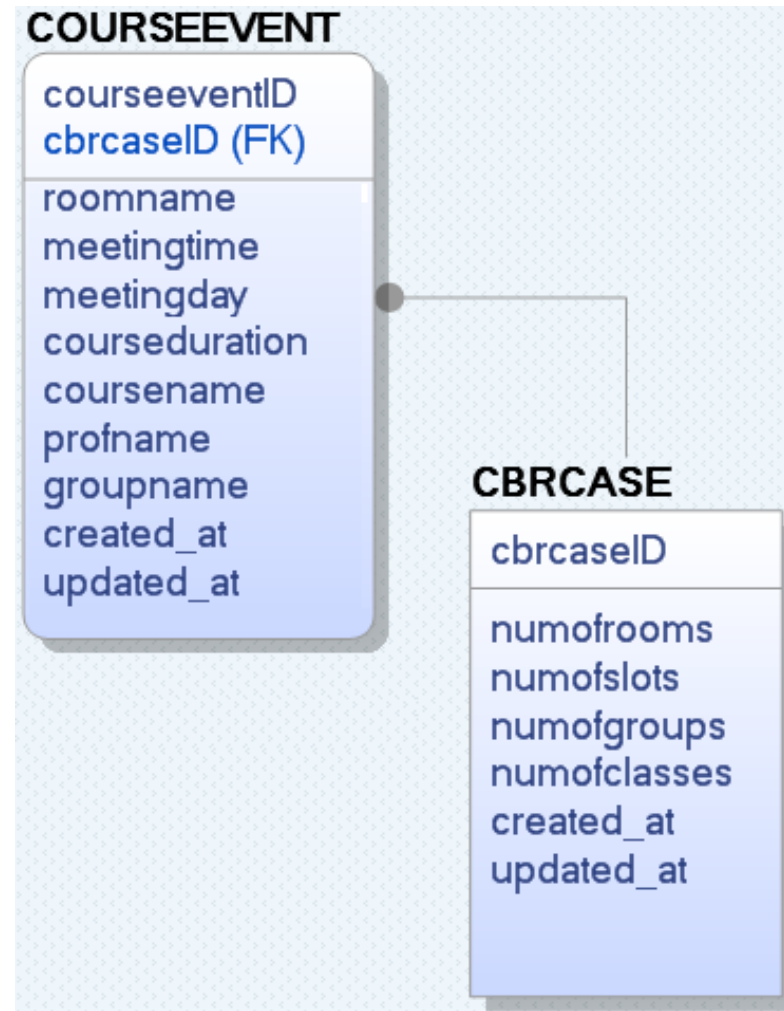 COURSEEVENT
courseeventID
cbrcaseID (FK)
roomname
meetingtime
meetingday
courseduration
coursename
profname
groupname
created_at
updated_at
CBRCASE
cbrcaseID
numofrooms
numofslots
numofgroups
numofclasses
created_at
updated_at